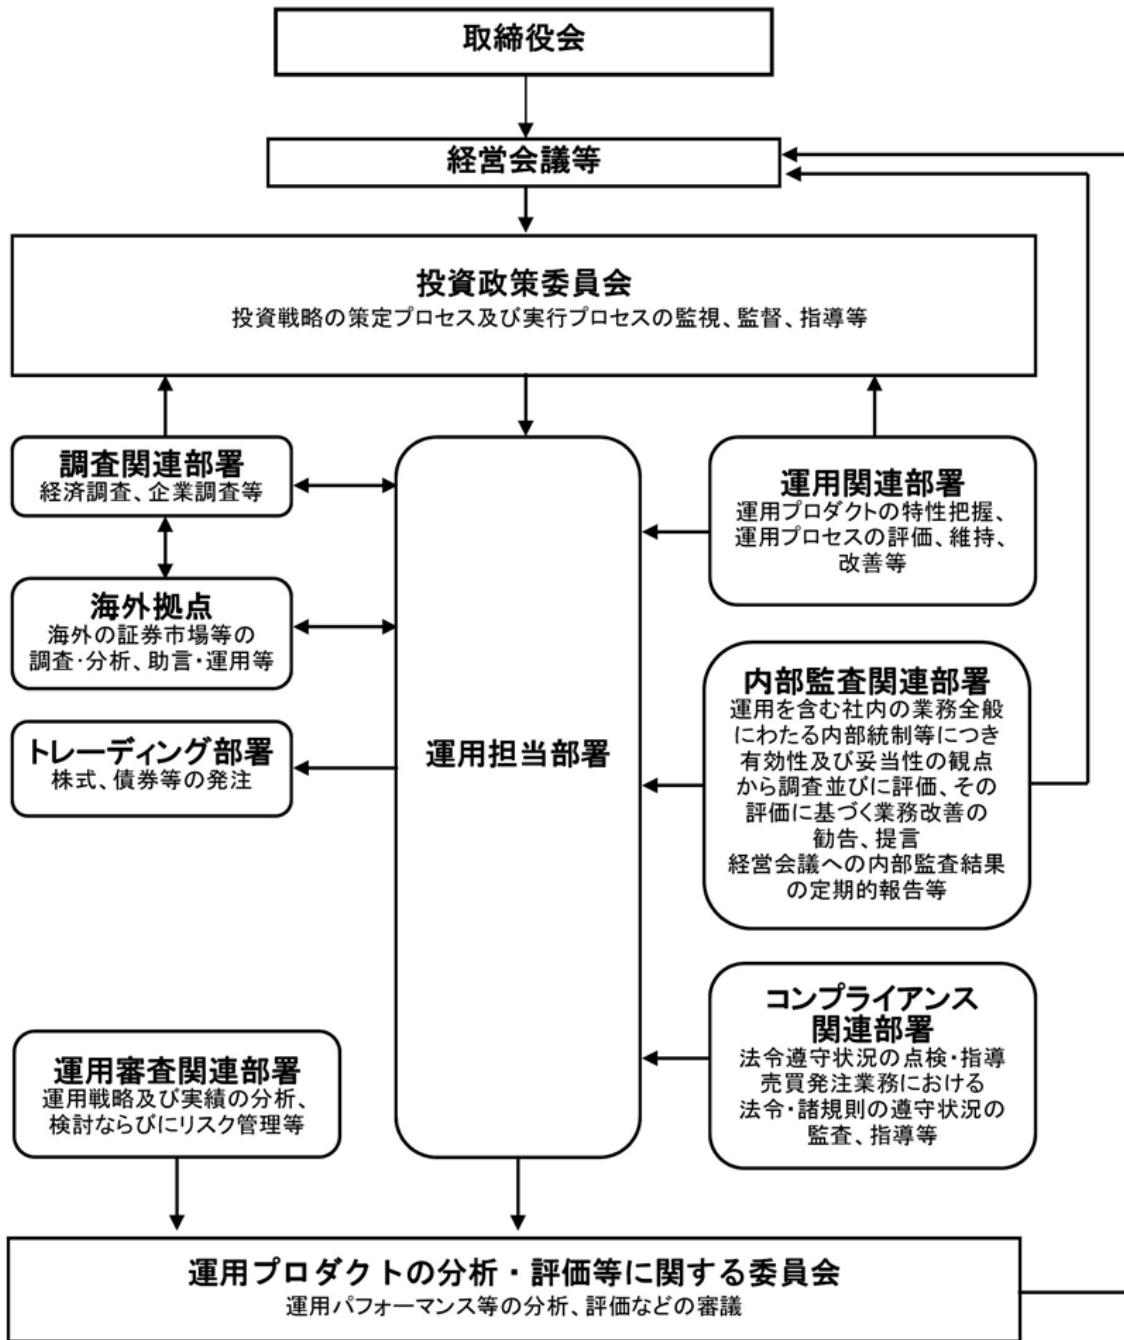 取締役会
経営会議等
投資政策委員会
投資戦略の策定プロセス及び実行プロセスの監視、監督、指導等
調査関連部署
経済調査、企業調査等
海外拠点
海外の証券市場等の
調査・分析、助言・運用等
トレーディング部署
株式、債券等の発注
運用担当部署
運用関連部署
運用プロダクトの特性把握、
運用プロセスの評価、維持、
改善等
内部監査関連部署
運用を含む社内の業務全般
にわたる内部統制等につき
有効性及び妥当性の観点
から調査並びに評価、その
評価に基づく業務改善の
勧告、提言
経営会議への内部監査結果
の定期的報告等
コンプライアンス
関連部署
法令遵守状況の点検・指導
売買発注業務における
法令・諸規則の遵守状況の
監査、指導等
運用審査関連部署
運用戦略及び実績の分析、
検討ならびにリスク管理等
運用プロダクトの分析・評価等に関する委員会
運用パフォーマンス等の分析、評価などの審議